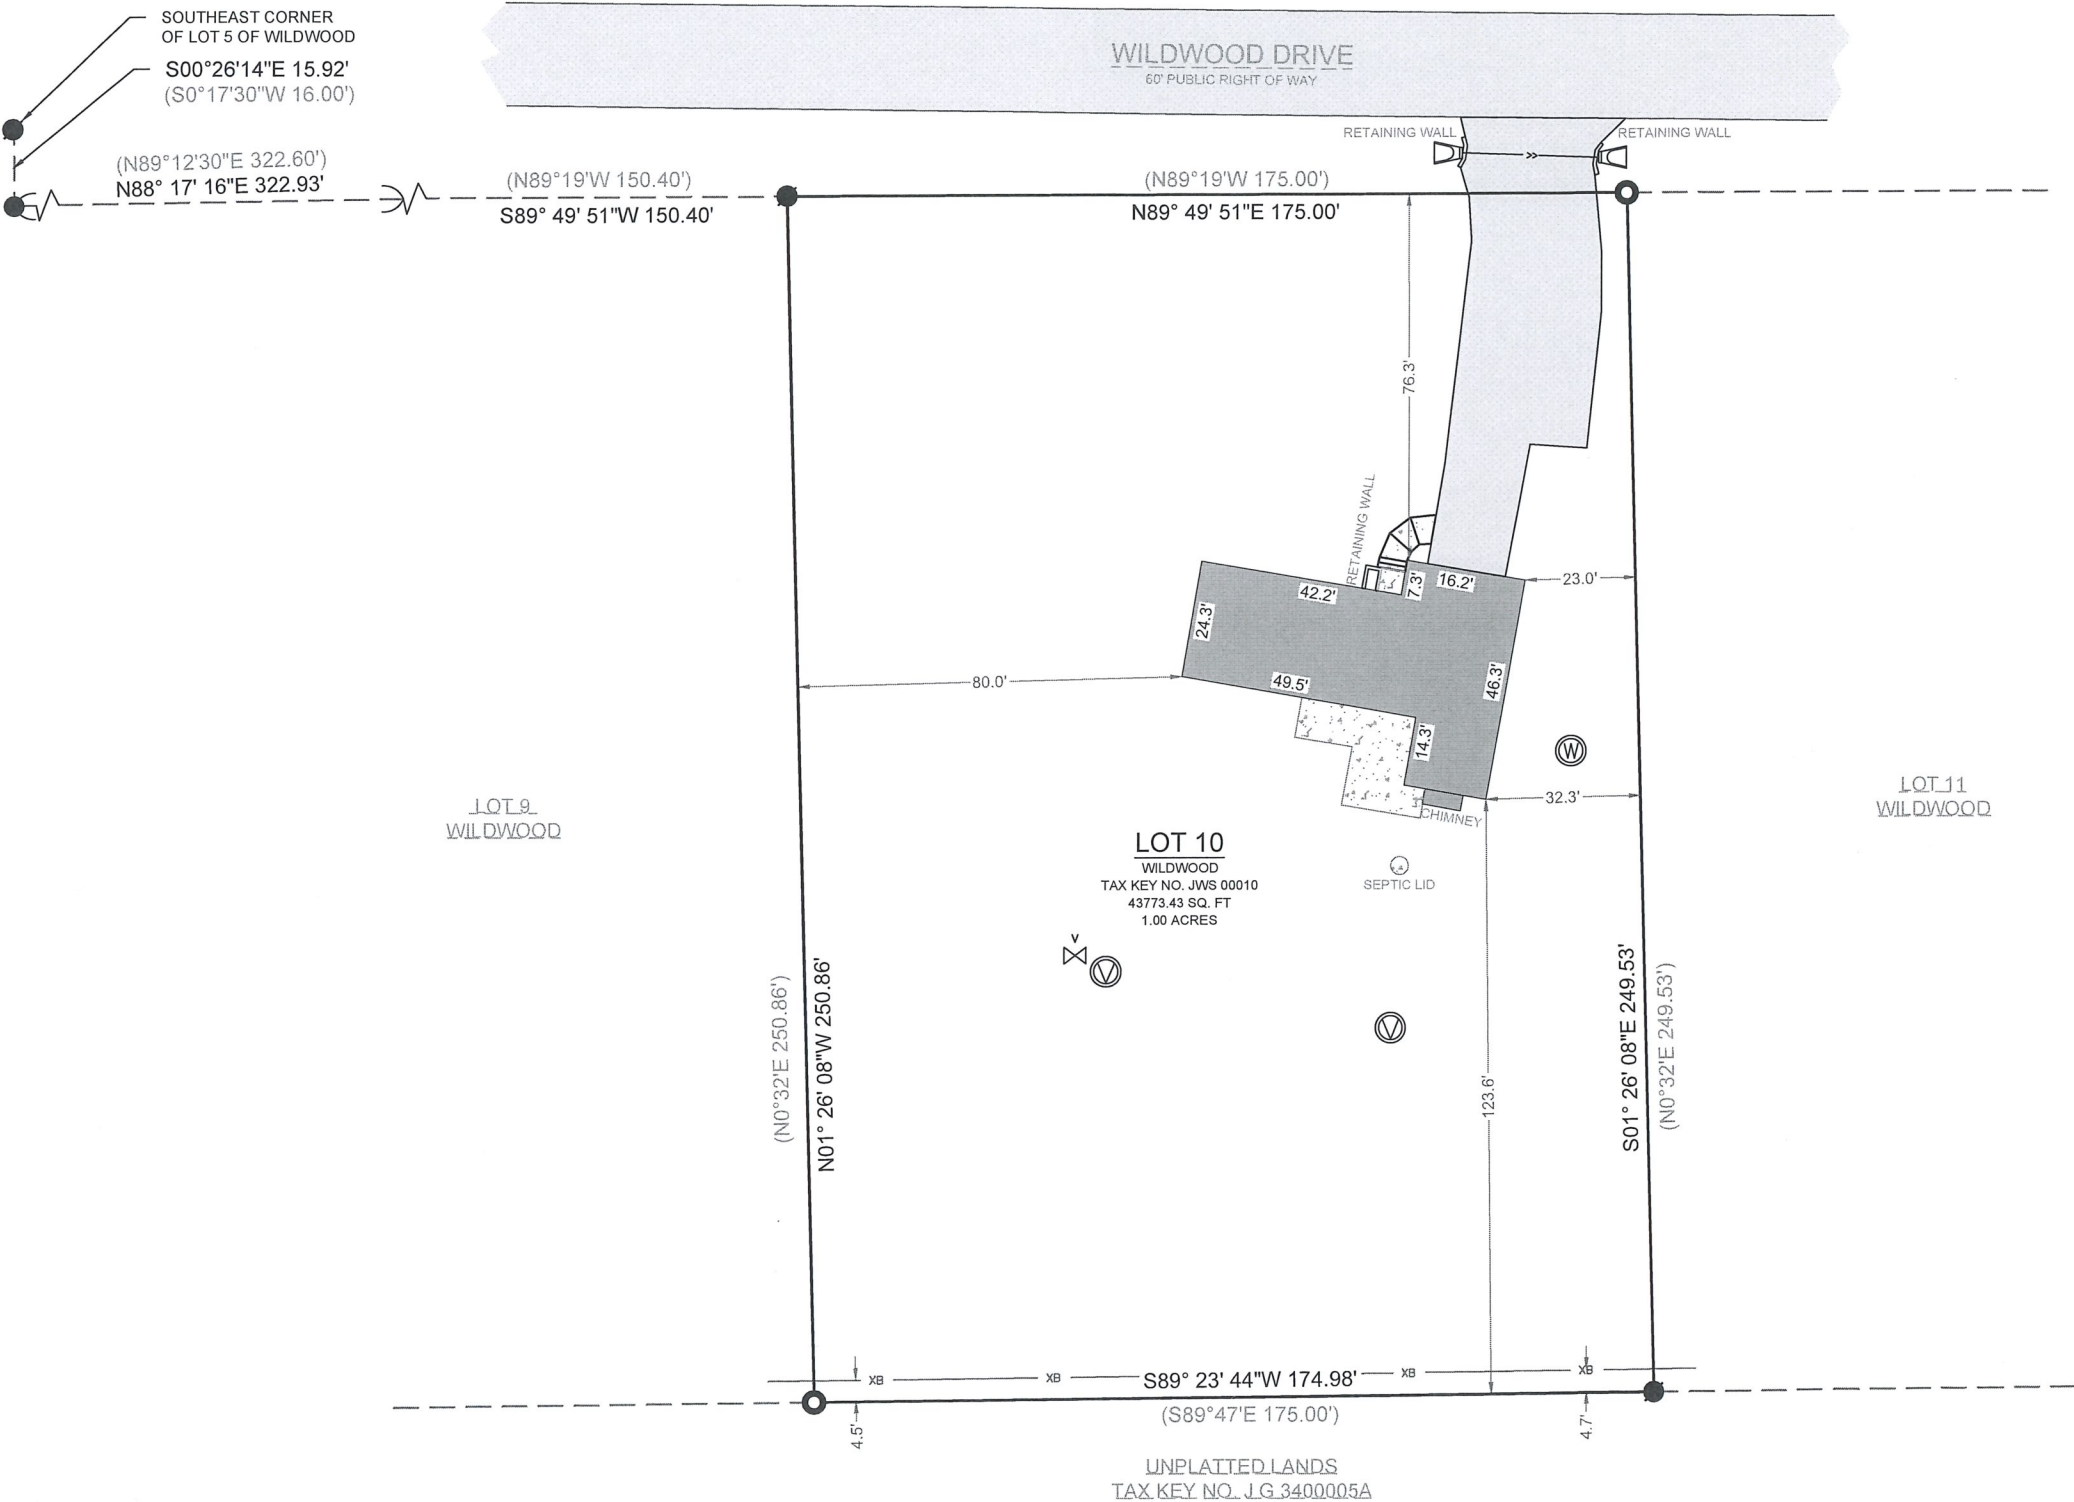 SOUTHEAST CORNER
OF LOT 5 OF WILDWOOD
S00°26'14"E 15.92'
(S0°17'30"W 16.00')
WILDWOOD DRIVE
60' PUBLIC RIGHT OF WAY
RETAINING WALL
RETAINING WALL
(N89°12'30"E 322.60')
N88° 17' 16"E 322.93'
(N89°19'W 150.40')
S89° 49' 51"W 150.40'
(N89°19'W 175.00')
N89° 49' 51"E 175.00'
76.3'
RETAINING WALL
42.2'
7.3'
16.2'
23.0'
24.3'
80.0'
49.5'
46.3'
14.3'
W
32.3'
CHIMNEY
LOT 9
WILDWOOD
LOT 11
WILDWOOD
LOT 10
WILDWOOD
TAX KEY NO. JWS 00010
43773.43 SQ. FT
1.00 ACRES
SEPTIC LID
V
V
V
(N0°32'E 250.86')
N01° 26' 08"W 250.86'
S01° 26' 08"E 249.53'
(N0°32'E 249.53')
123.6'
XB
XB
S89° 23' 44"W 174.98'
XB
XB
(S89°47'E 175.00')
4.5'
4.7'
UNPLATTED LANDS
TAX KEY NO. J G 3400005A